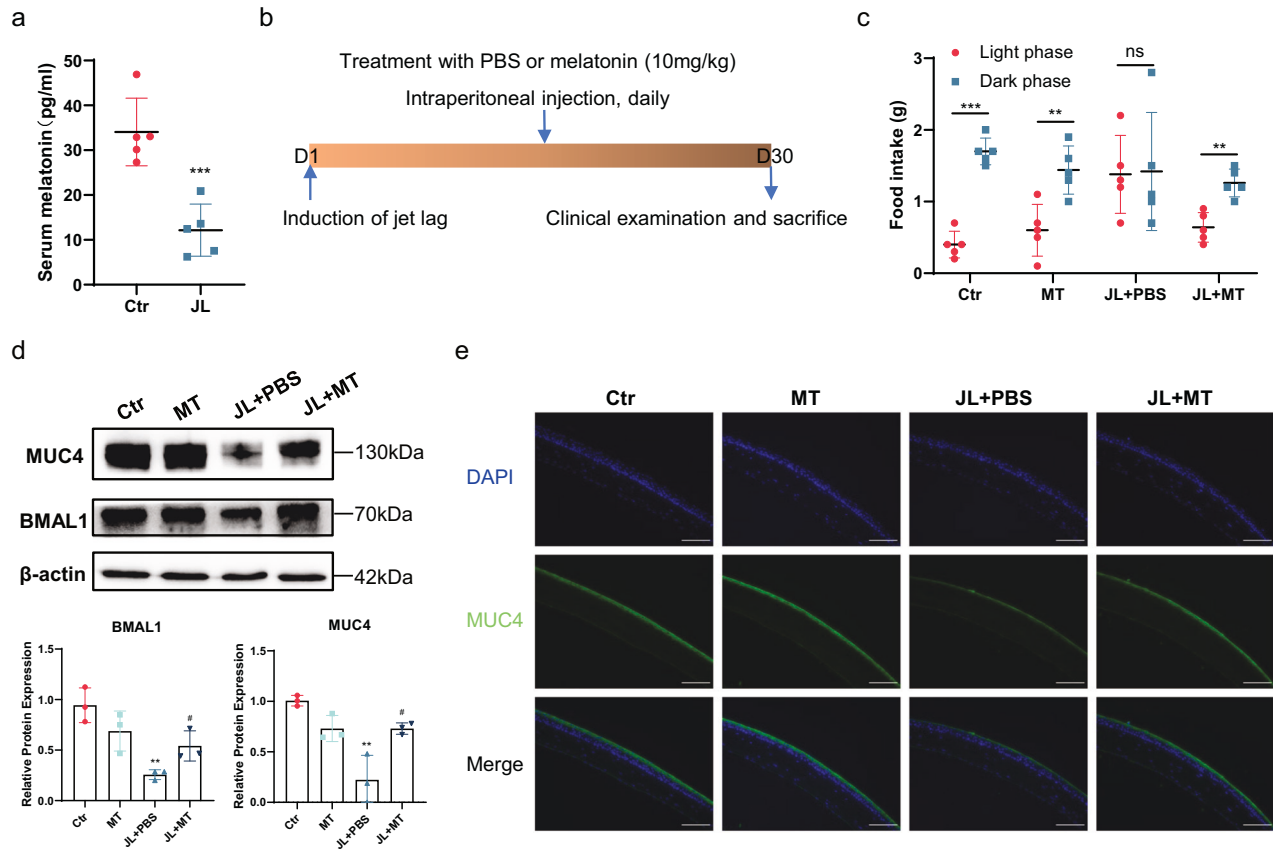 a
50
40
30
20
10
0
Serum melatonin (pg/ml)
***
Ctr
JL
b
Treatment with PBS or melatonin (10mg/kg)
Intraperitoneal injection, daily
D1
D30
Induction of jet lag
Clinical examination and sacrifice
c
Light phase
Dark phase
3
2
1
0
Food intake (g)
***
**
ns
**
Ctr
MT
JL+PBS
JL+MT
d
Ctr
MT
JL+PBS
JL+MT
MUC4
130kDa
BMAL1
70kDa
β-actin
42kDa
BMAL1
1.5
1.0
0.5
0.0
Relative Protein Expression
**
#
Ctr
MT
JL+PBS
JL+MT
MUC4
1.5
1.0
0.5
0.0
Relative Protein Expression
**
#
Ctr
MT
JL+PBS
JL+MT
e
Ctr
MT
JL+PBS
JL+MT
DAPI
MUC4
Merge